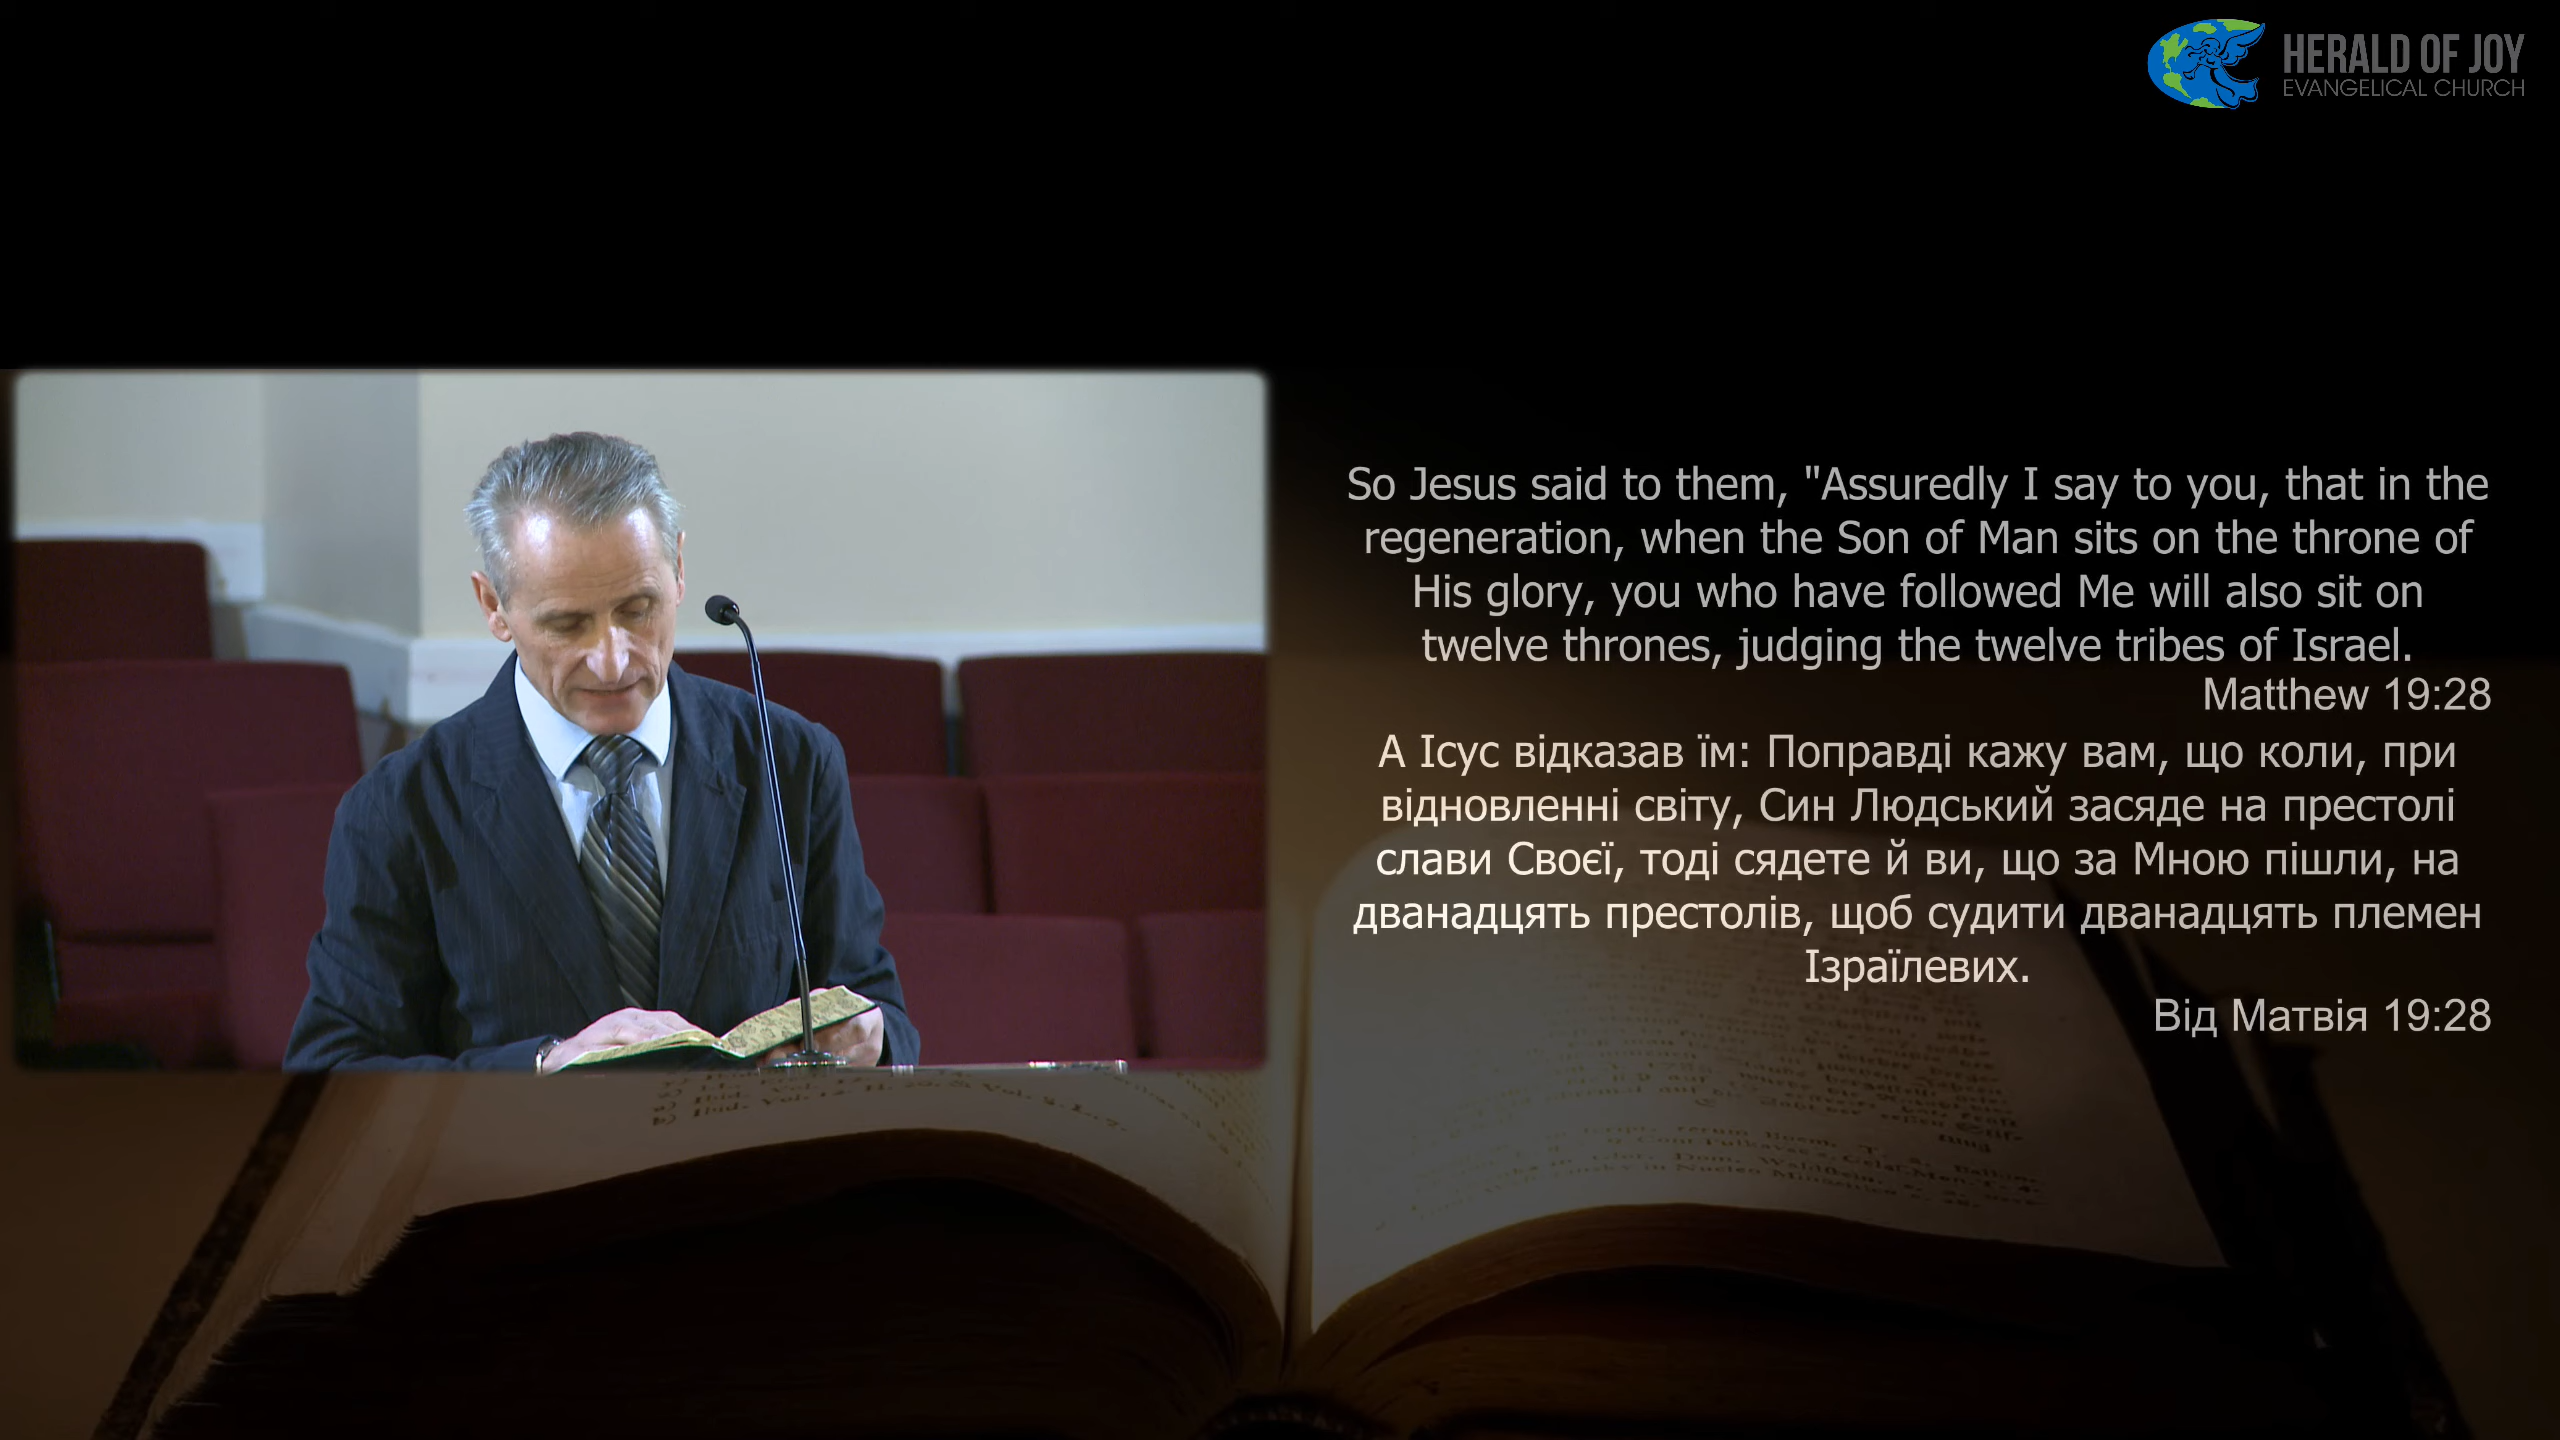 HERALD OF JOY
EVANGELICAL CHURCH
So Jesus said to them, "Assuredly I say to you, that in the
regeneration, when the Son of Man sits on the throne of
His glory, you who have followed Me will also sit on
twelve thrones, judging the twelve tribes of Israel.
Matthew 19:28
А Ісус відказав їм: Поправді кажу вам, що коли, при
відновленні світу, Син Людський засяде на престолі
слави Своєї, тоді сядете й ви, що за Мною пішли, на
дванадцять престолів, щоб судити дванадцять племен
Ізраїлевих.
Від Матвія 19:28